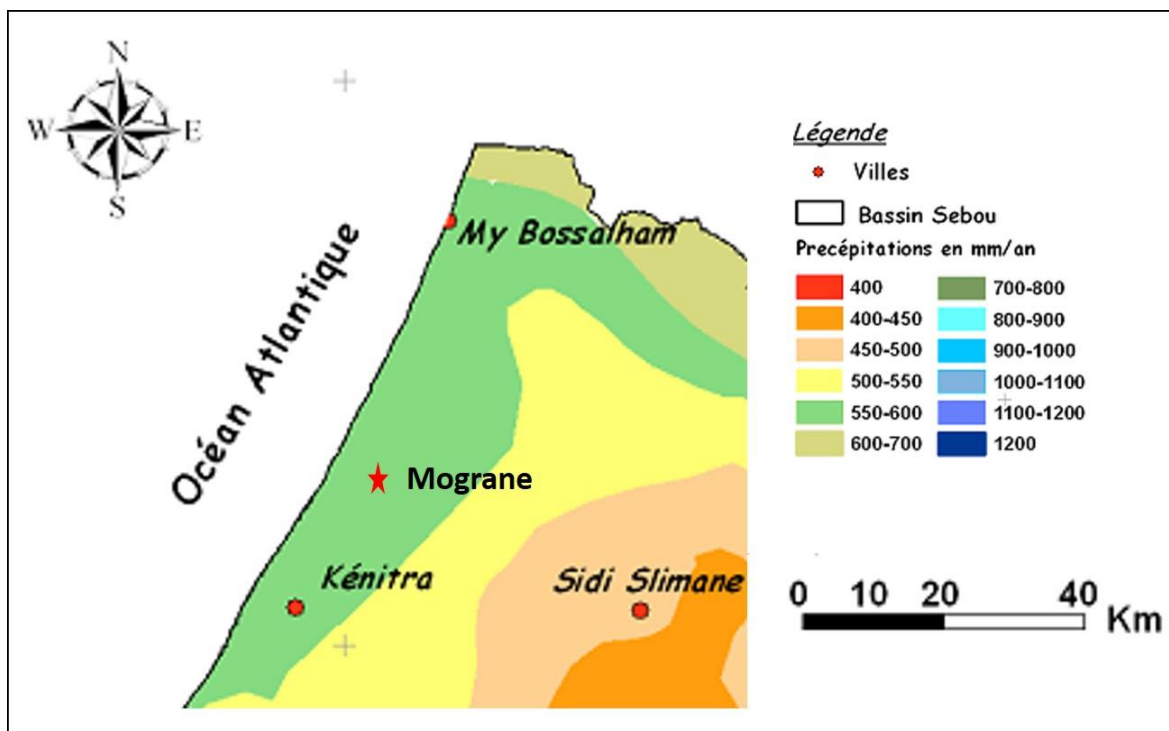 N
W E
S
Océan Atlantique
My Bossalham
Mograne
Kénitra
Sidi Slimane
Légende
Villes
Bassin Sebou
Precépitations en mm/an
400 700-800
400-450 800-900
450-500 900-1000
500-550 1000-1100
550-600 1100-1200
600-700 1200
0 10 20 40 Km